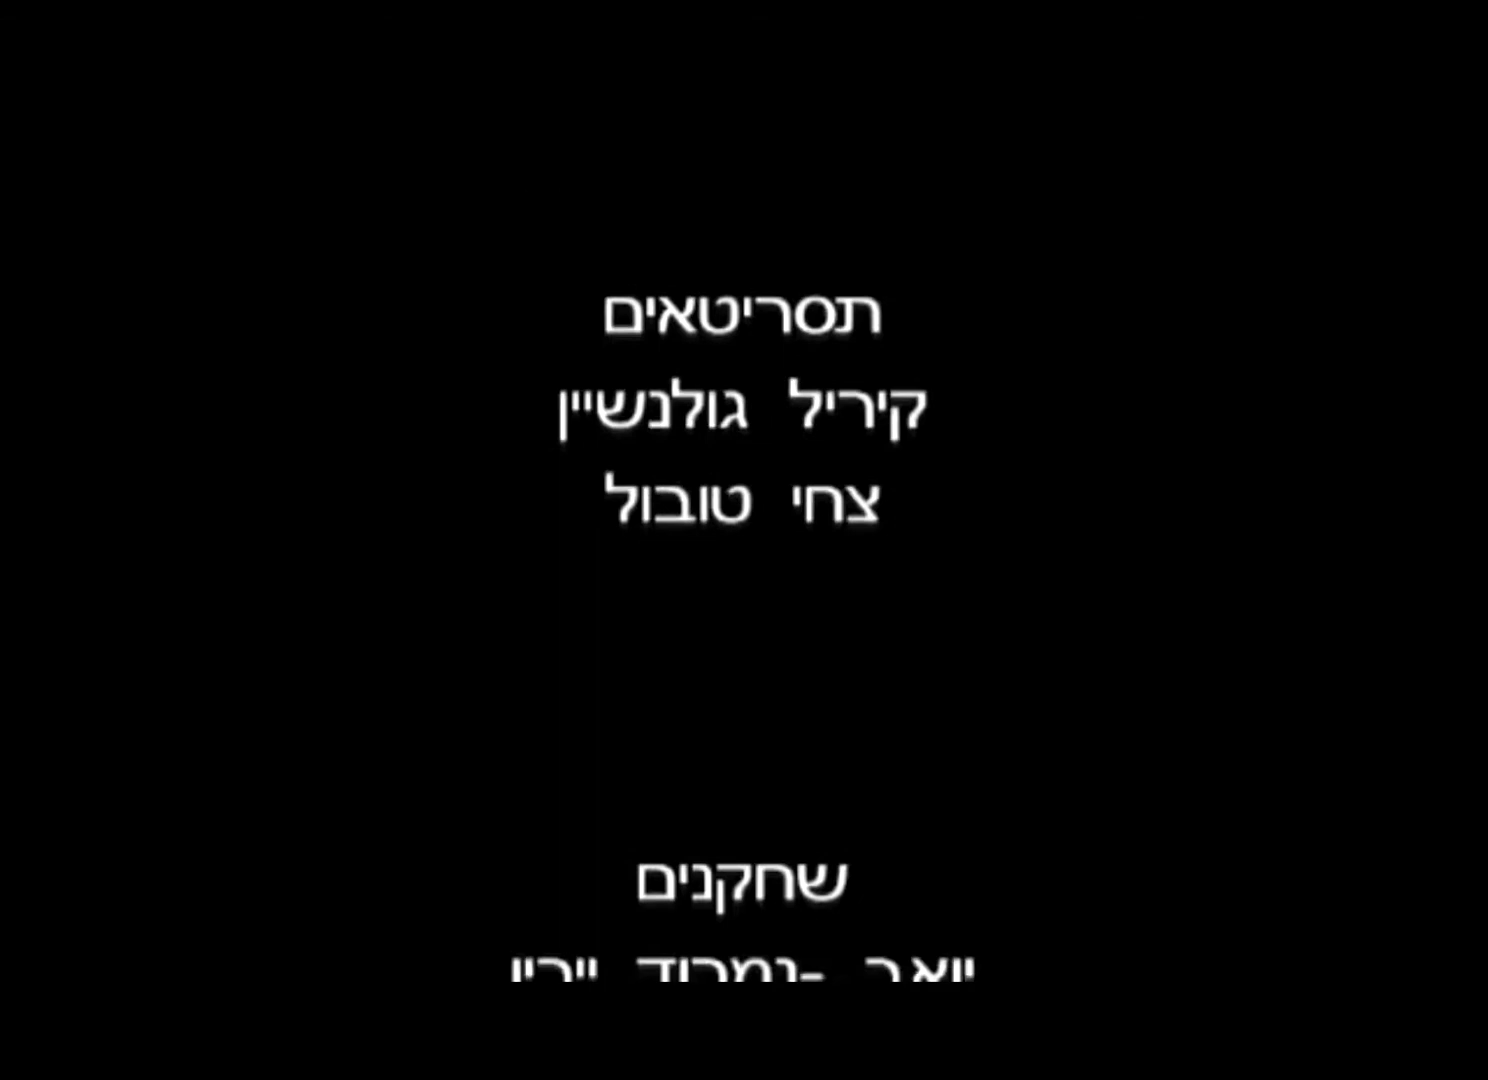 תסריטאים
קיריל גולנשיין
צחי טובול
שחקנים